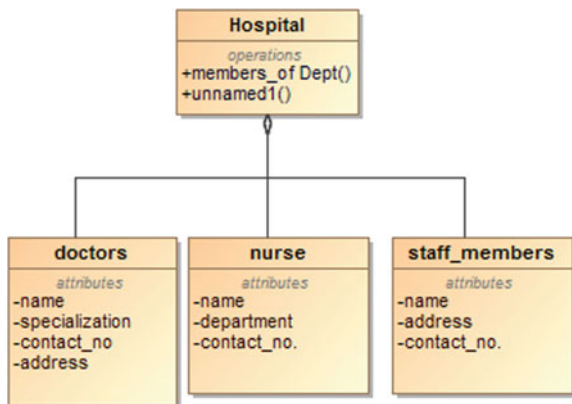 Hospital
operations
+members_of Dept()
+unnamed1()
doctors
attributes
-name
-specialization
-contact_no
-address
nurse
attributes
-name
-department
-contact_no.
staff_members
attributes
-name
-address
-contact_no.